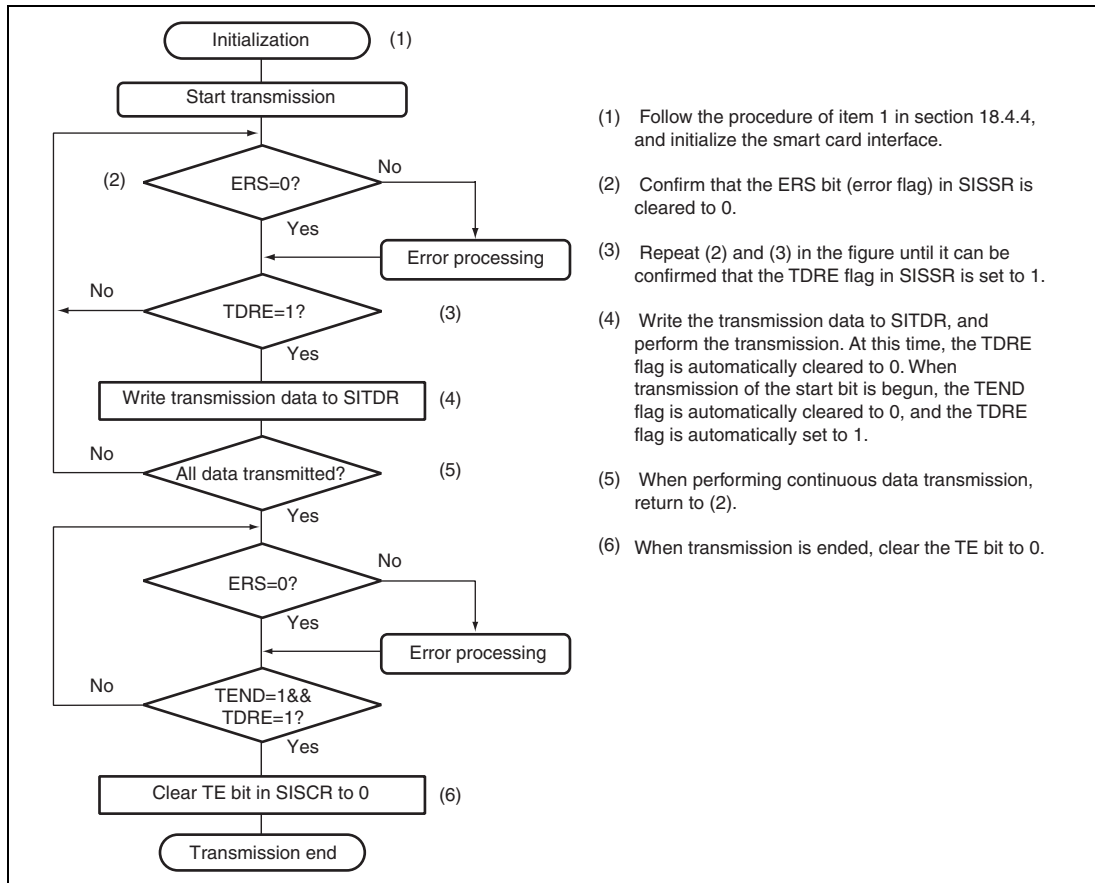 Initialization
(1)
Start transmission
(2)
ERS=0?
No
Yes
Error processing
No
TDRE=1?
(3)
Yes
Write transmission data to SITDR
(4)
No
All data transmitted?
(5)
Yes
ERS=0?
No
Yes
Error processing
No
TEND=1&&
TDRE=1?
Yes
Clear TE bit in SISCR to 0
(6)
Transmission end
(1) Follow the procedure of item 1 in section 18.4.4,
and initialize the smart card interface.
(2) Confirm that the ERS bit (error flag) in SISSR is
cleared to 0.
(3) Repeat (2) and (3) in the figure until it can be
confirmed that the TDRE flag in SISSR is set to 1.
(4) Write the transmission data to SITDR, and
perform the transmission. At this time, the TDRE
flag is automatically cleared to 0. When
transmission of the start bit is begun, the TEND
flag is automatically cleared to 0, and the TDRE
flag is automatically set to 1.
(5) When performing continuous data transmission,
return to (2).
(6) When transmission is ended, clear the TE bit to 0.